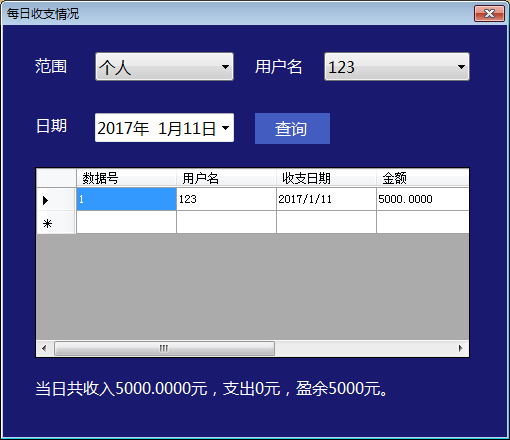 每日收支情况
范围 个人 用户名 123
日期 2017年 1月11日 查询
数据号 用户名 收支日期 金额
1 123 2017/1/11 5000.0000
当日共收入5000.0000元，支出0元，盈余5000元。